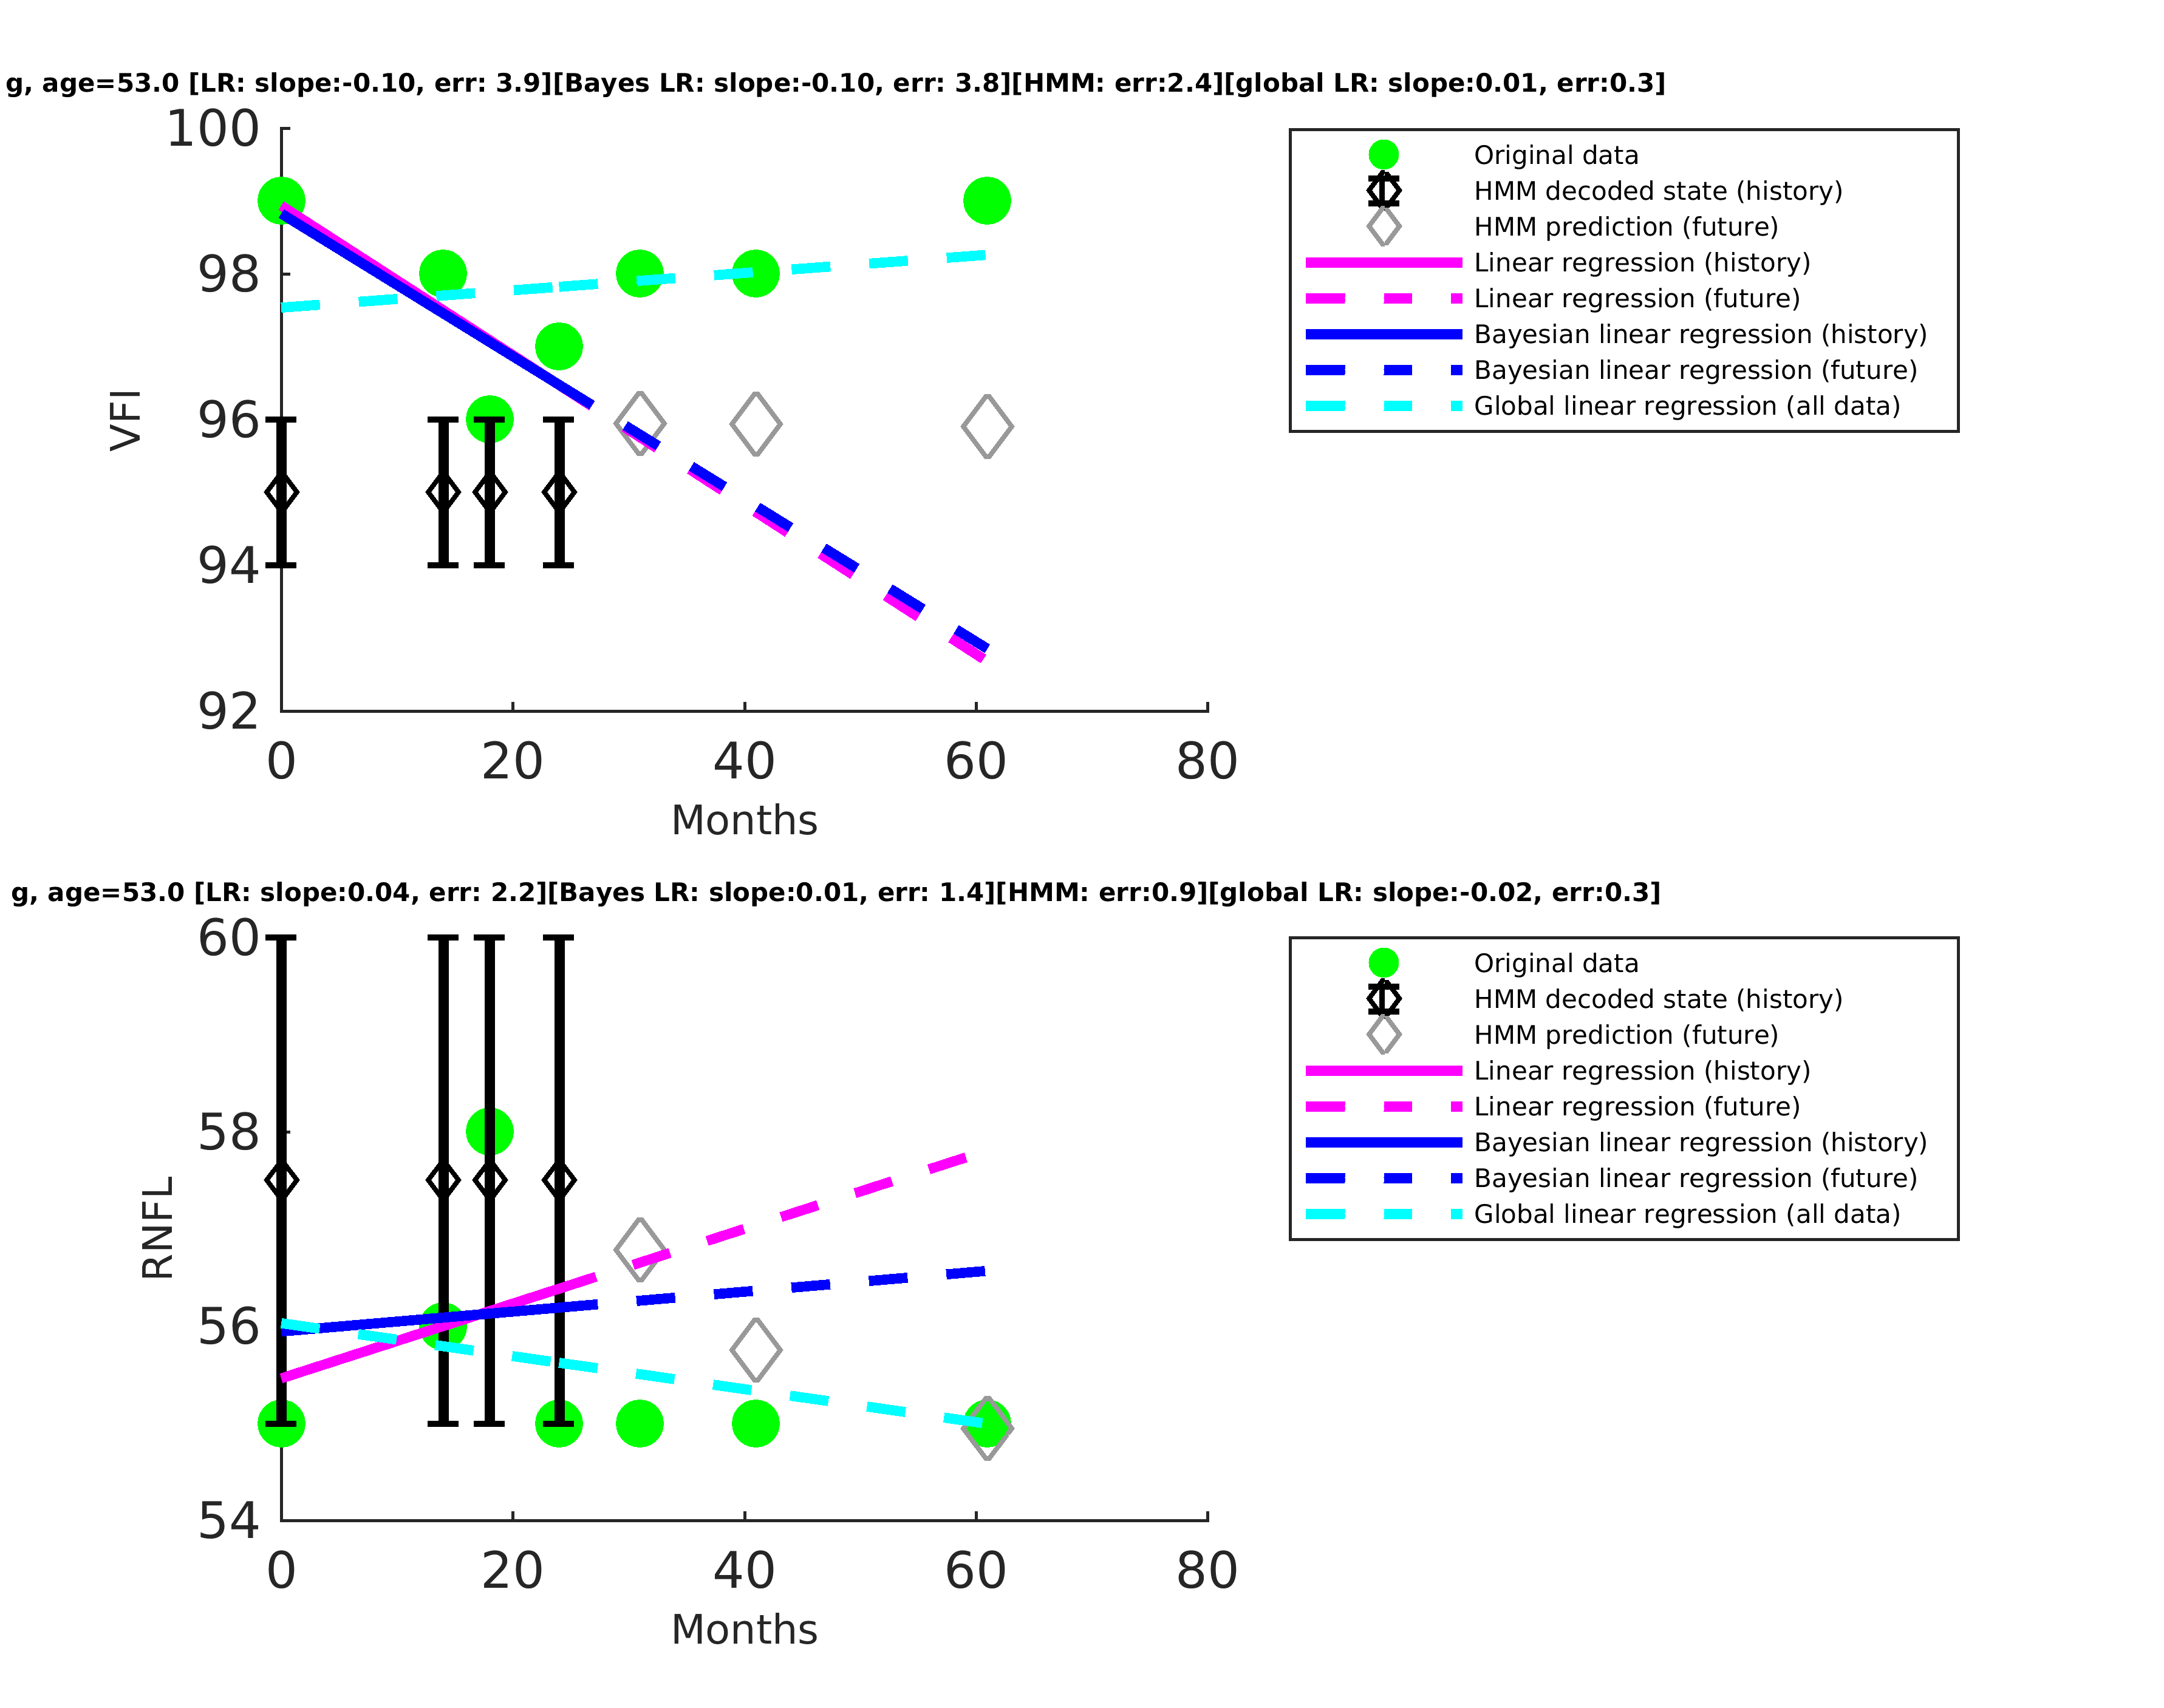 g, age=53.0 [LR: slope:-0.10, err: 3.9][Bayes LR: slope:-0.10, err: 3.8][HMM: err:2.4][global LR: slope:0.01, err:0.3]
100
98
96
94
92
VFI
0 20 40 60 80
Months
Original data
HMM decoded state (history)
HMM prediction (future)
Linear regression (history)
Linear regression (future)
Bayesian linear regression (history)
Bayesian linear regression (future)
Global linear regression (all data)
g, age=53.0 [LR: slope:0.04, err: 2.2][Bayes LR: slope:0.01, err: 1.4][HMM: err:0.9][global LR: slope:-0.02, err:0.3]
60
58
56
54
RNFL
0 20 40 60 80
Months
Original data
HMM decoded state (history)
HMM prediction (future)
Linear regression (history)
Linear regression (future)
Bayesian linear regression (history)
Bayesian linear regression (future)
Global linear regression (all data)